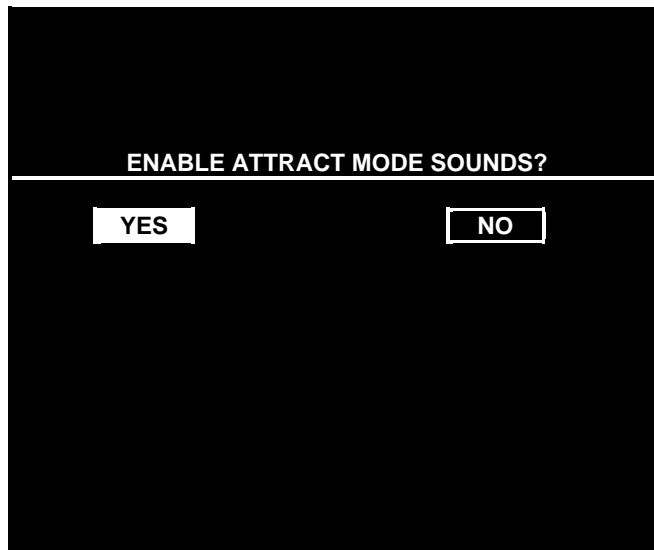 ENABLE ATTRACT MODE SOUNDS?
YES NO